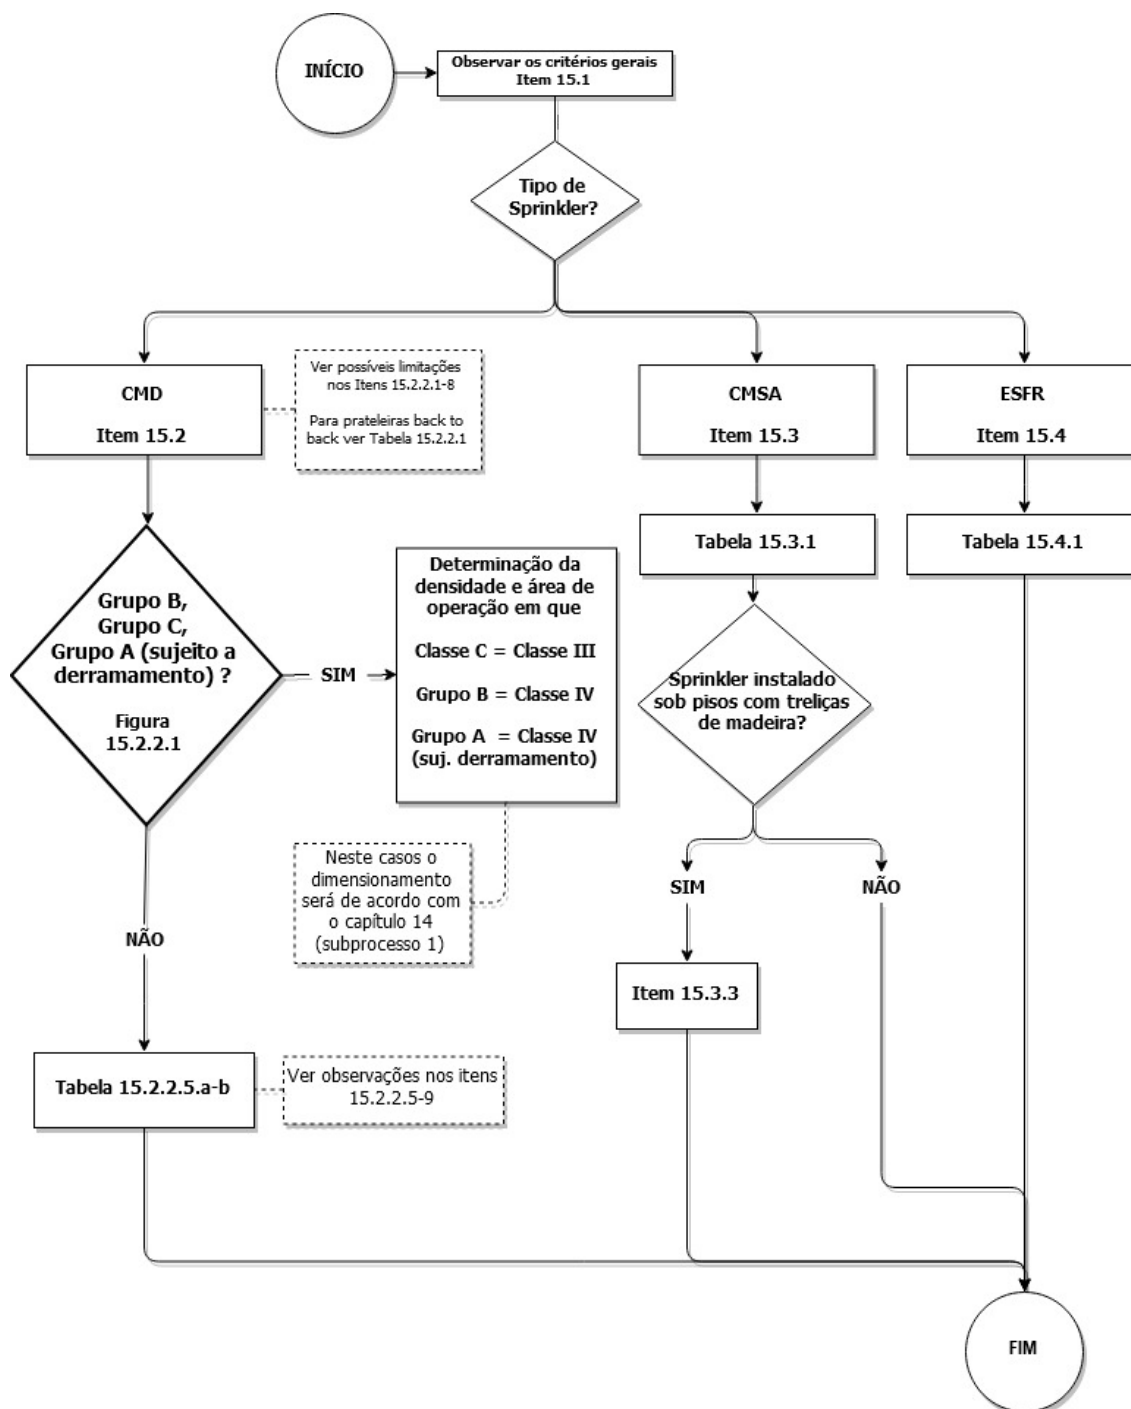 INÍCIO
Observar os critérios gerais
Item 15.1
Tipo de
Sprinkler?
CMD
Item 15.2
Ver possíveis limitações
nos Itens 15.2.2.1-8
Para prateleiras back to
back ver Tabela 15.2.2.1
CMSA
Item 15.3
ESFR
Item 15.4
Tabela 15.3.1
Tabela 15.4.1
Grupo B,
Grupo C,
Grupo A (sujeito a
derramamento) ?
Figura
15.2.2.1
SIM
Determinação da
densidade e área de
operação em que
Classe C = Classe III
Grupo B = Classe IV
Grupo A = Classe IV
(suj. derramamento)
Sprinkler instalado
sob pisos com treliças
de madeira?
Neste casos o
dimensionamento
será de acordo com
o capítulo 14
(subprocesso 1)
SIM
NÃO
NÃO
Item 15.3.3
Tabela 15.2.2.5.a-b
Ver observações nos itens
15.2.2.5-9
FIM